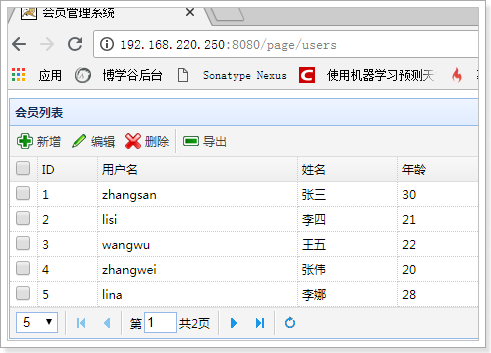 会员管理系统
192.168.220.250:8080/page/users
应用 博学谷后台 Sonatype Nexus C 使用机器学习预测天
会员列表
新增 编辑 删除 导出
ID 用户名 姓名 年龄
1 zhangsan 张三 30
2 lisi 李四 21
3 wangwu 王五 22
4 zhangwei 张伟 20
5 lina 李娜 28
5 第 1 共2页